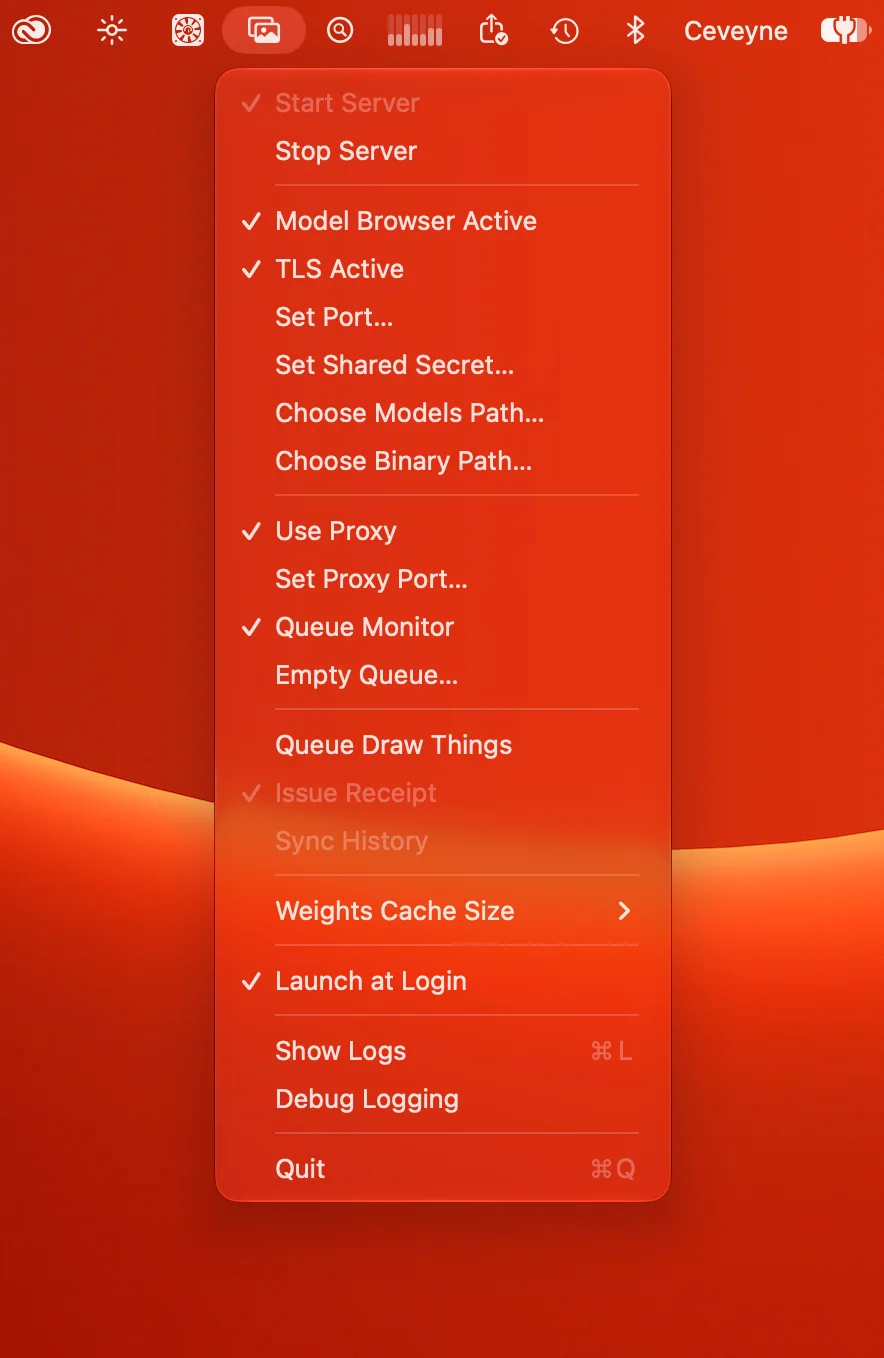 Ceveyne
Start Server
Stop Server
Model Browser Active
TLS Active
Set Port...
Set Shared Secret...
Choose Models Path...
Choose Binary Path...
Use Proxy
Set Proxy Port...
Queue Monitor
Empty Queue...
Queue Draw Things
Issue Receipt
Sync History
Weights Cache Size
Launch at Login
Show Logs ⌘ L
Debug Logging
Quit ⌘ Q